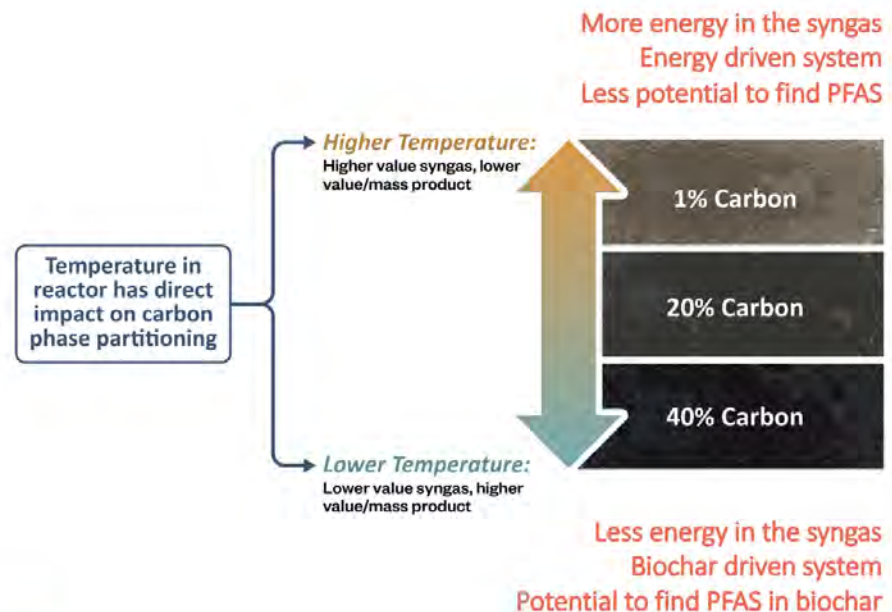 More energy in the syngas
Energy driven system
Less potential to find PFAS
Higher Temperature:
Higher value syngas, lower
value/mass product
1% Carbon
Temperature in
reactor has direct
impact on carbon
phase partitioning
20% Carbon
40% Carbon
Lower Temperature:
Lower value syngas, higher
value/mass product
Less energy in the syngas
Biochar driven system
Potential to find PFAS in biochar